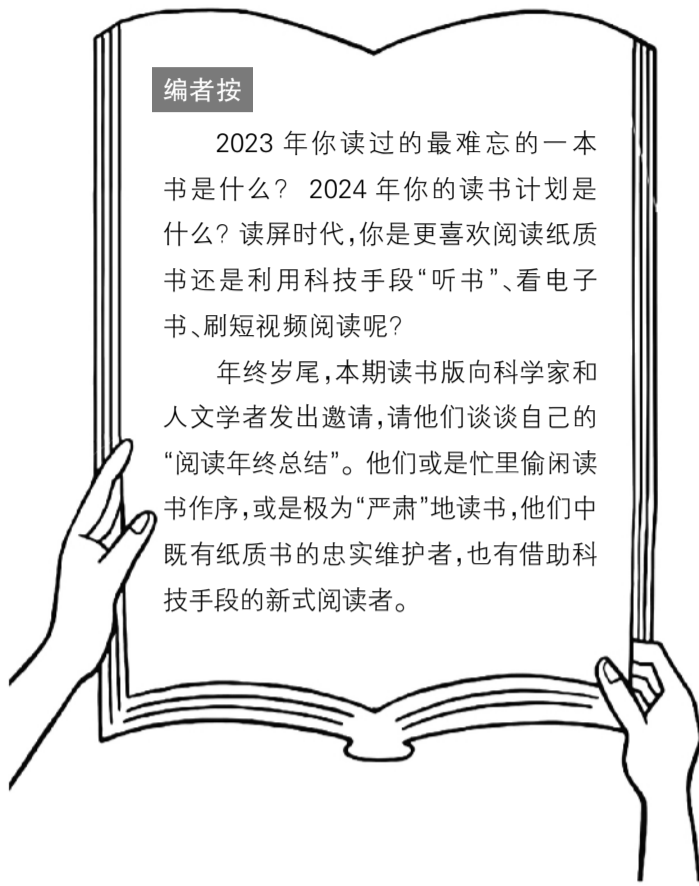 编者按
2023 年你读过的最难忘的一本
书是什么？ 2024 年你的读书计划是
什么？读屏时代，你是更喜欢阅读纸质
书还是利用科技手段“听书”、看电子
书、刷短视频阅读呢？
年终岁尾，本期读书版向科学家和
人文学者发出邀请，请他们谈谈自己的
“阅读年终总结”。他们或是忙里偷闲读
书作序，或是极为“严肃”地读书，他们中
既有纸质书的忠实维护者，也有借助科
技手段的新式阅读者。